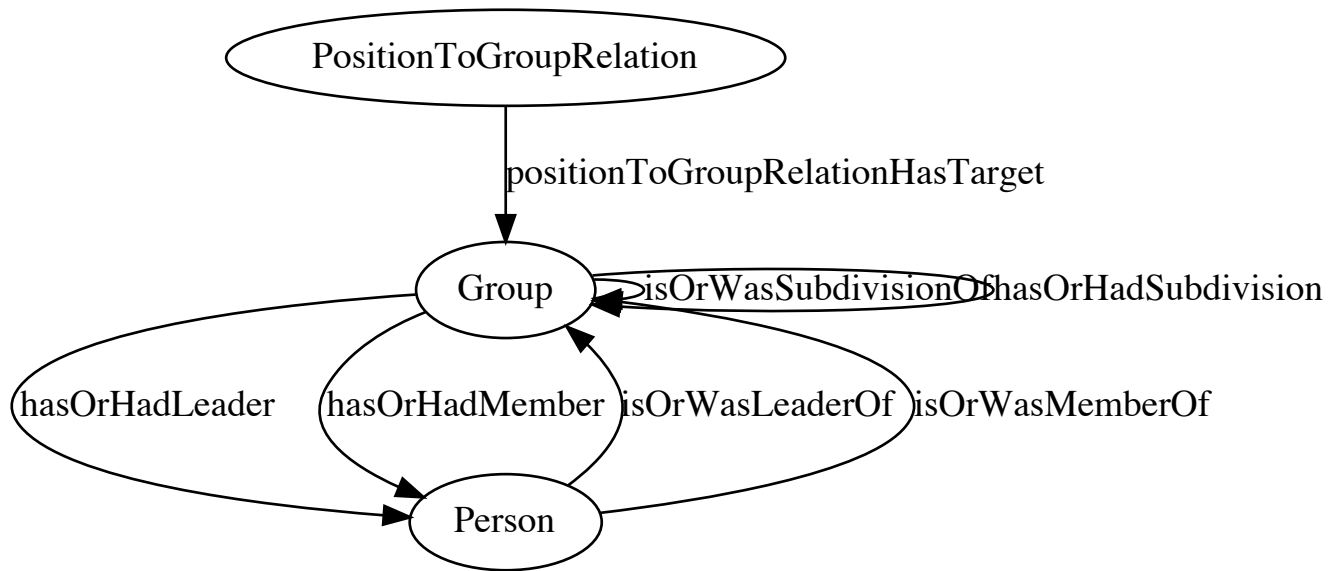 PositionToGroupRelation
positionToGroupRelationHasTarget
Group
isOrWasSubdivisionOf
hasOrHadSubdivision
hasOrHadLeader
hasOrHadMember
isOrWasLeaderOf
isOrWasMemberOf
Person